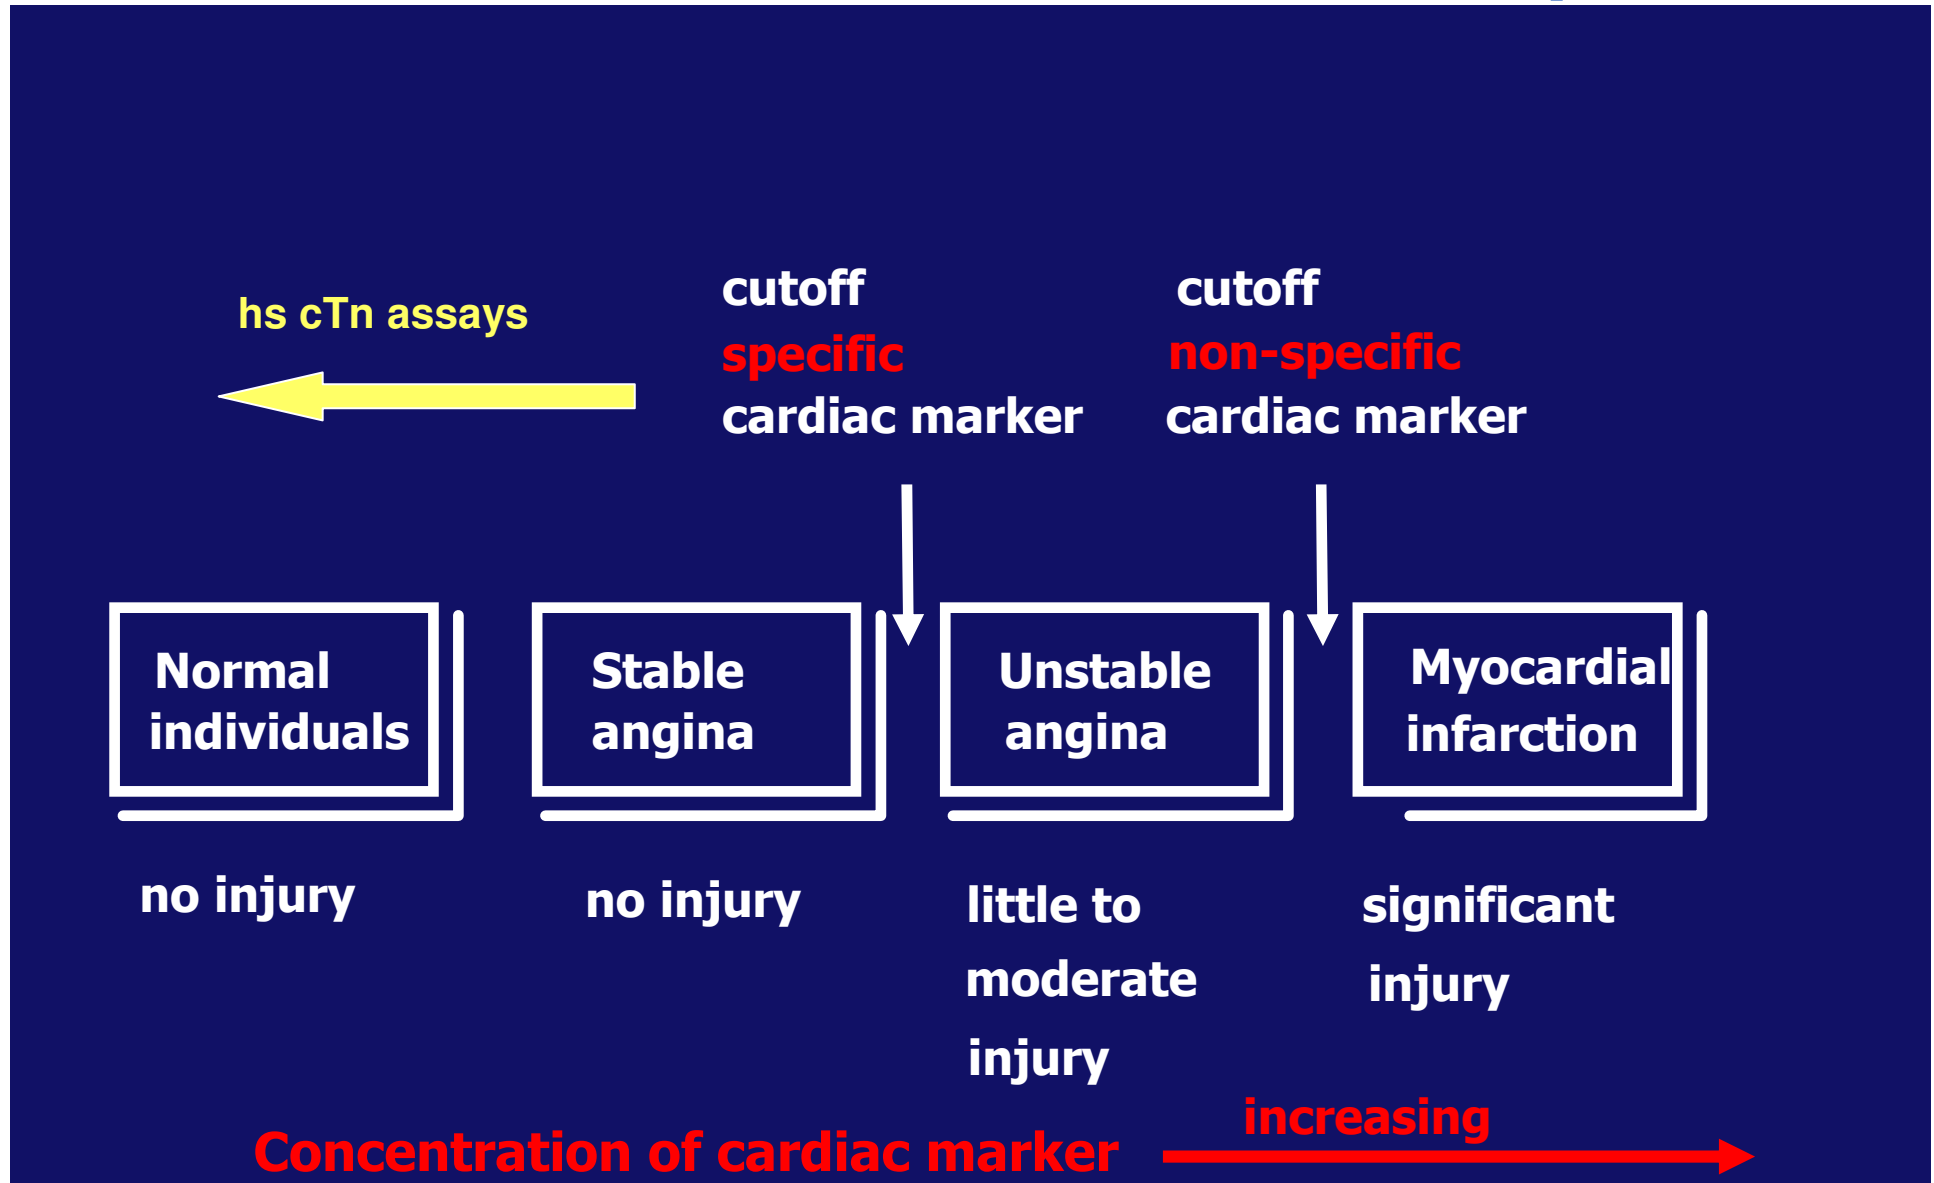 hs cTn assays
cutoff
specific
cardiac marker
cutoff
non-specific
cardiac marker
Normal
individuals
Stable
angina
Unstable
angina
Myocardial
infarction
no injury
no injury
little to
moderate
injury
significant
injury
increasing
Concentration of cardiac marker